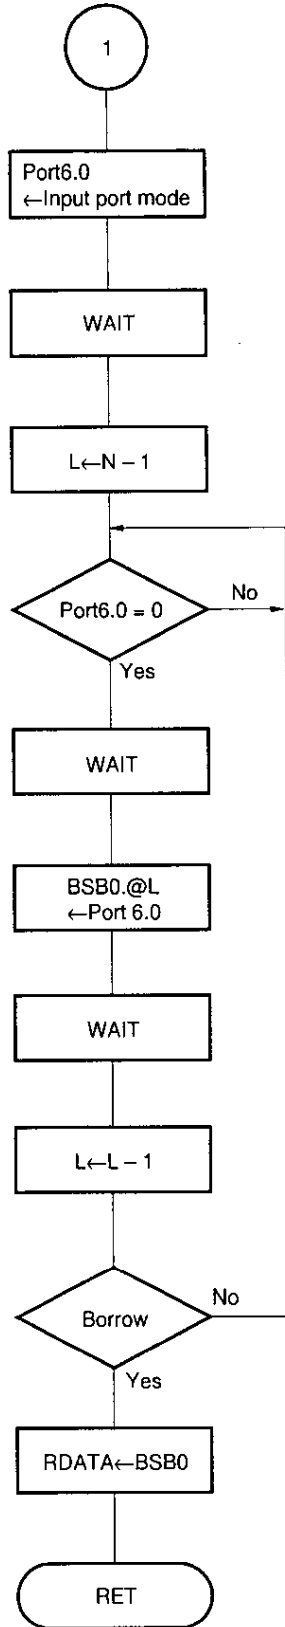 1
Port6.0
←Input port mode
WAIT
L←N – 1
Port6.0 = 0
No
Yes
WAIT
BSB0.@L
←Port 6.0
WAIT
L←L – 1
Borrow
No
Yes
RDATA←BSB0
RET